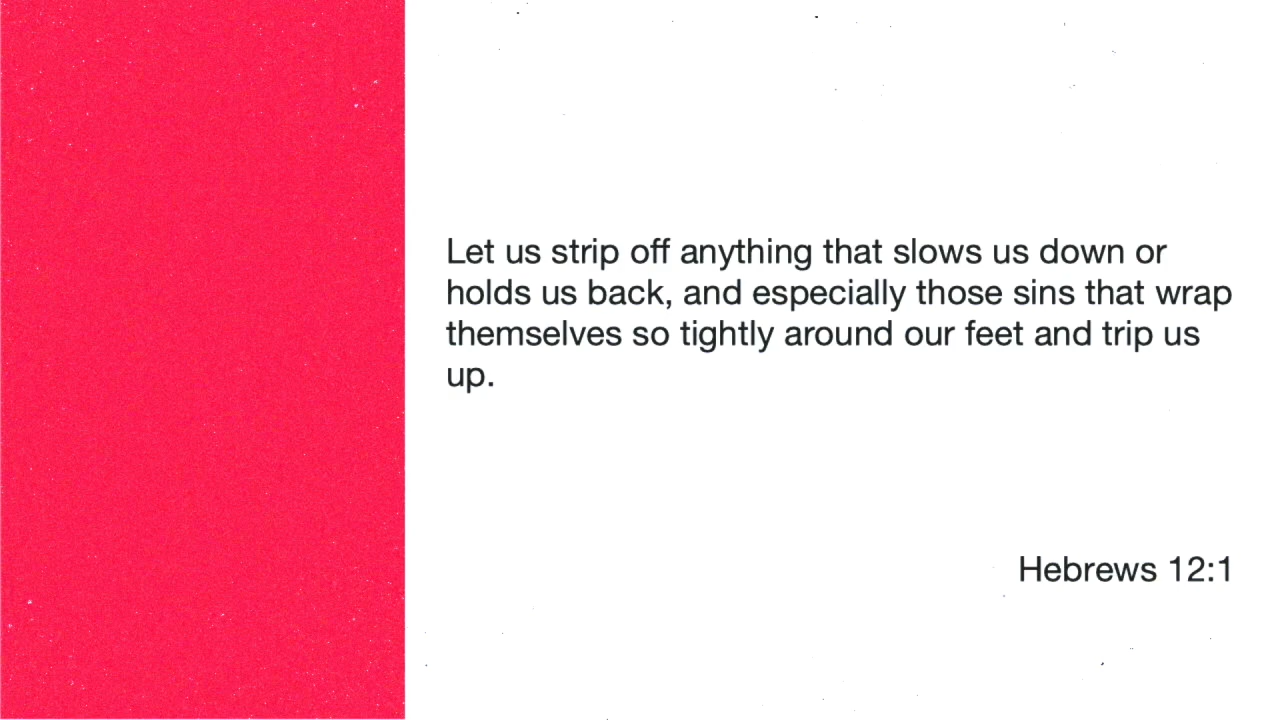 Let us strip off anything that slows us down or
holds us back, and especially those sins that wrap
themselves so tightly around our feet and trip us
up.
Hebrews 12:1